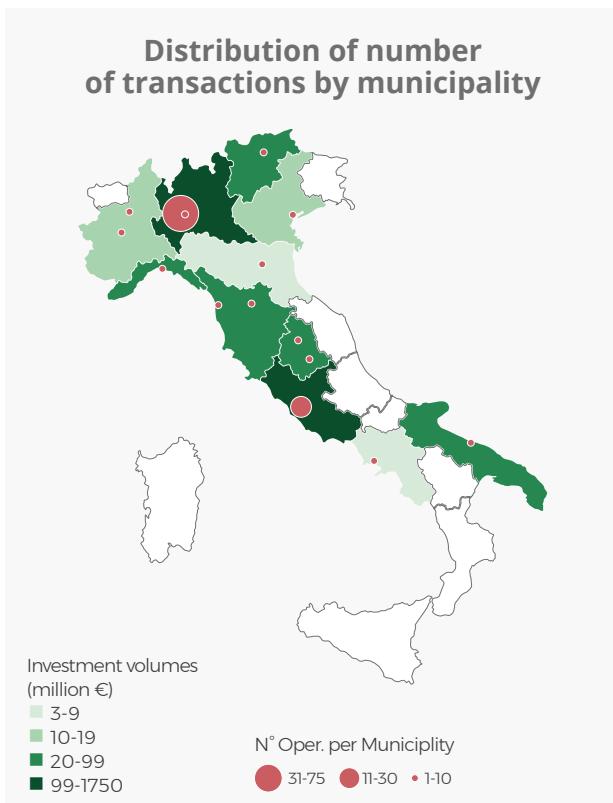 Distribution of number
of transactions by municipality
Investment volumes
(million €)
3-9
10-19
20-99
99-1750
N° Oper. per Municiplity
31-75 11-30 1-10